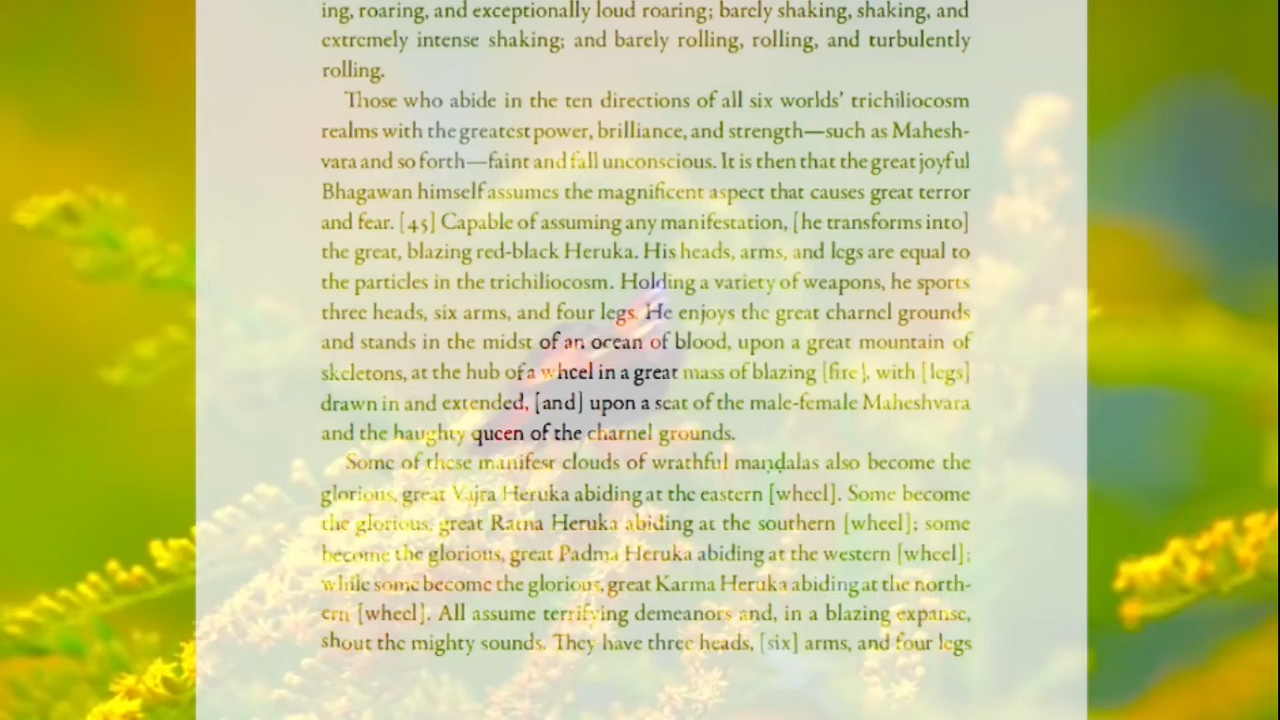 ing, roaring, and exceptionally loud roaring; barely shaking, shaking, and
extremely intense shaking; and barely rolling, rolling, and turbulently
rolling.
Those who abide in the ten directions of all six worlds' trichiliocosm
realms with the greatest power, brilliance, and strength—such as Mahesh-
vara and so forth—faint and fall unconscious. It is then that the great joyful
Bhagawan himself assumes the magnificent aspect that causes great terror
and fear. [45] Capable of assuming any manifestation, [he transforms into]
the great, blazing red-black Heruka. His heads, arms, and legs are equal to
the particles in the trichiliocosm. Holding a variety of weapons, he sports
three heads, six arms, and four legs. He enjoys the great charnel grounds
and stands in the midst of an ocean of blood, upon a great mountain of
skeletons, at the hub of a wheel in a great mass of blazing [fire], with [legs]
drawn in and extended, [and] upon a seat of the male-female Maheshvara
and the haughty queen of the charnel grounds.
Some of these manifest clouds of wrathful mandalas also become the
glorious, great Vajra Heruka abiding at the eastern [wheel]. Some become
the glorious, great Ratna Heruka abiding at the southern [wheel]; some
become the glorious, great Padma Heruka abiding at the western [wheel];
while some become the glorious, great Karma Heruka abiding at the north-
ern [wheel]. All assume terrifying demeanors and, in a blazing expanse,
shout the mighty sounds. They have three heads, [six] arms, and four legs